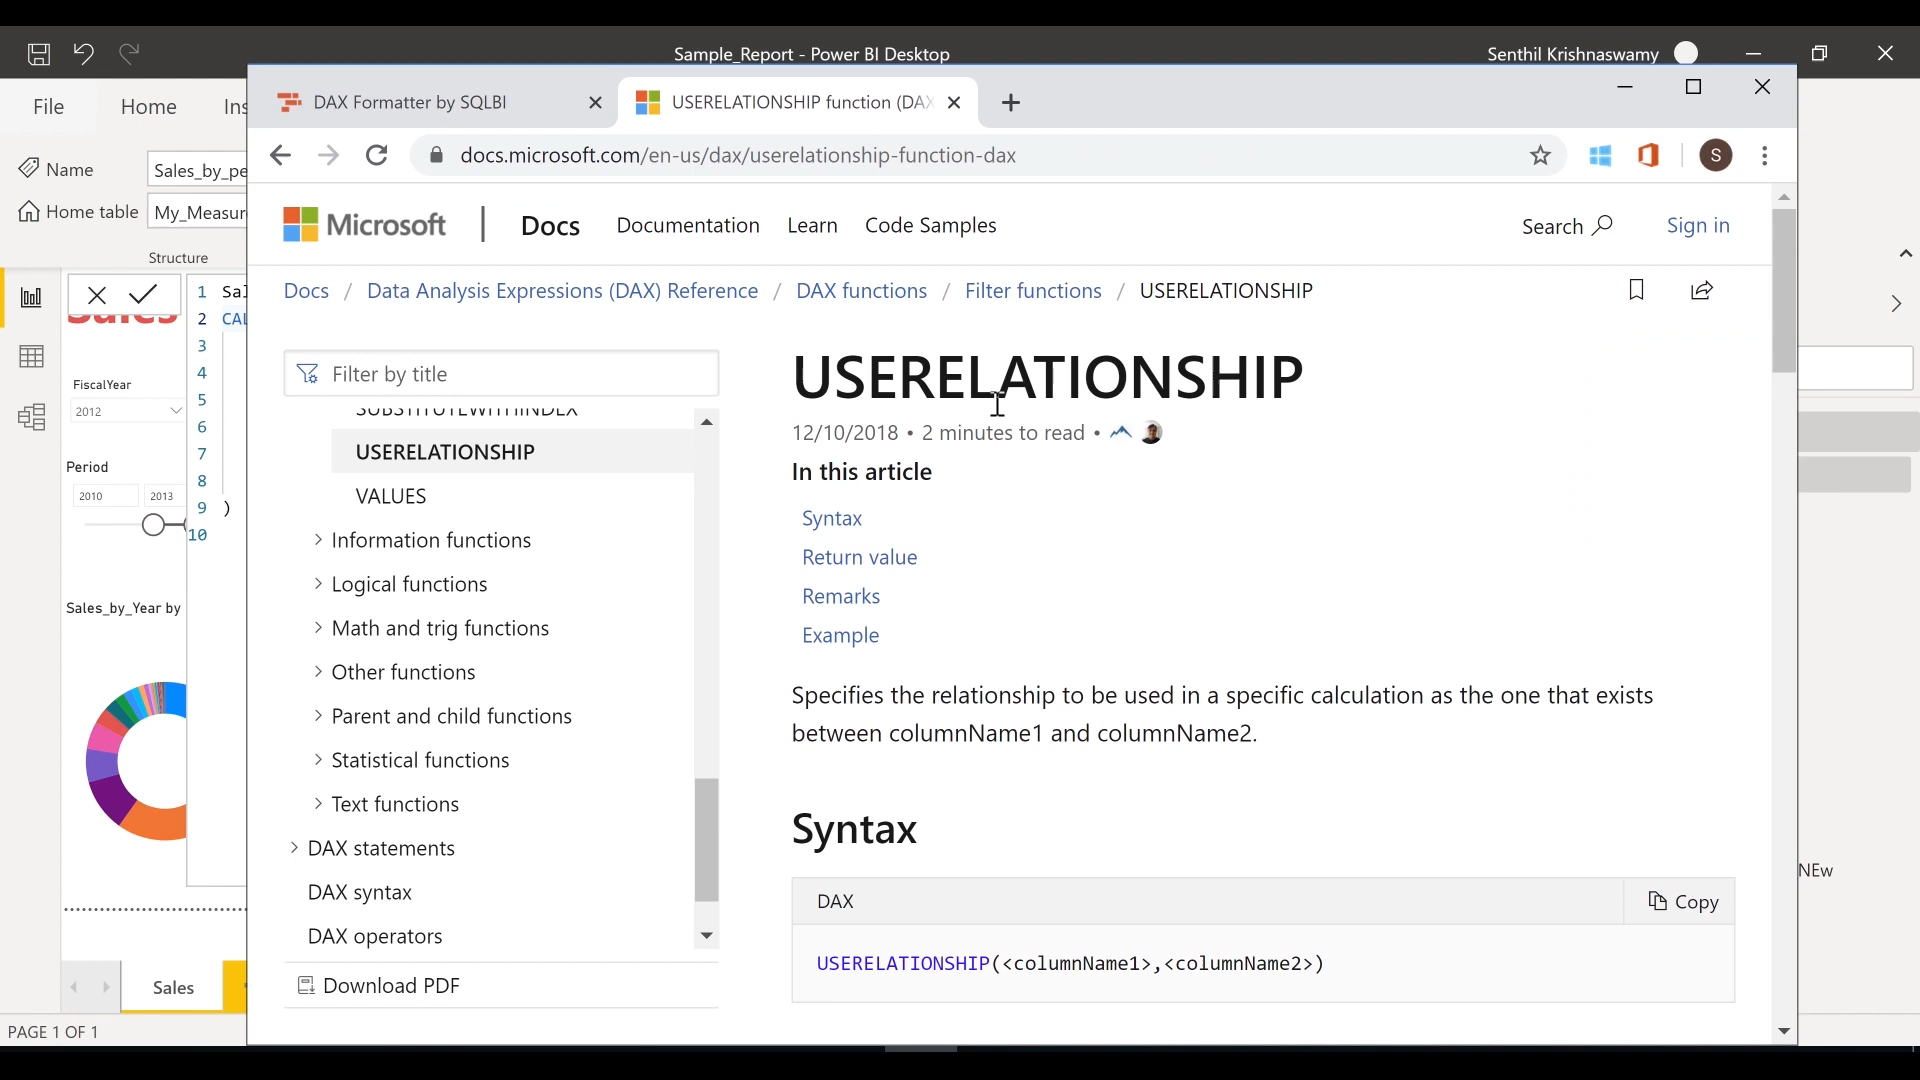 Sample_Report - Power BI Desktop
Senthil Krishnaswamy
File
Home
Ins
Name
Sales_by_pe
Home table
My_Measur
Structure
1 Sal
2 CAL
3
4
5
6
7
8
9 )
10
Sales
FiscalYear
2012
Period
2010
2013
Sales_by_Year by
Sales
PAGE 1 OF 1
DAX Formatter by SQLBI
USERELATIONSHIP function (DAX
docs.microsoft.com/en-us/dax/userelationship-function-dax
S
Microsoft
Docs
Documentation
Learn
Code Samples
Search
Sign in
Docs / Data Analysis Expressions (DAX) Reference / DAX functions / Filter functions / USERELATIONSHIP
Filter by title
SUBSTITUTEWITHINDEX
USERELATIONSHIP
VALUES
Information functions
Logical functions
Math and trig functions
Other functions
Parent and child functions
Statistical functions
Text functions
DAX statements
DAX syntax
DAX operators
Download PDF
USERELATIONSHIP
12/10/2018 • 2 minutes to read •
In this article
Syntax
Return value
Remarks
Example
Specifies the relationship to be used in a specific calculation as the one that exists
between columnName1 and columnName2.
Syntax
DAX
Copy
USERELATIONSHIP(<columnName1>,<columnName2>)
NEw